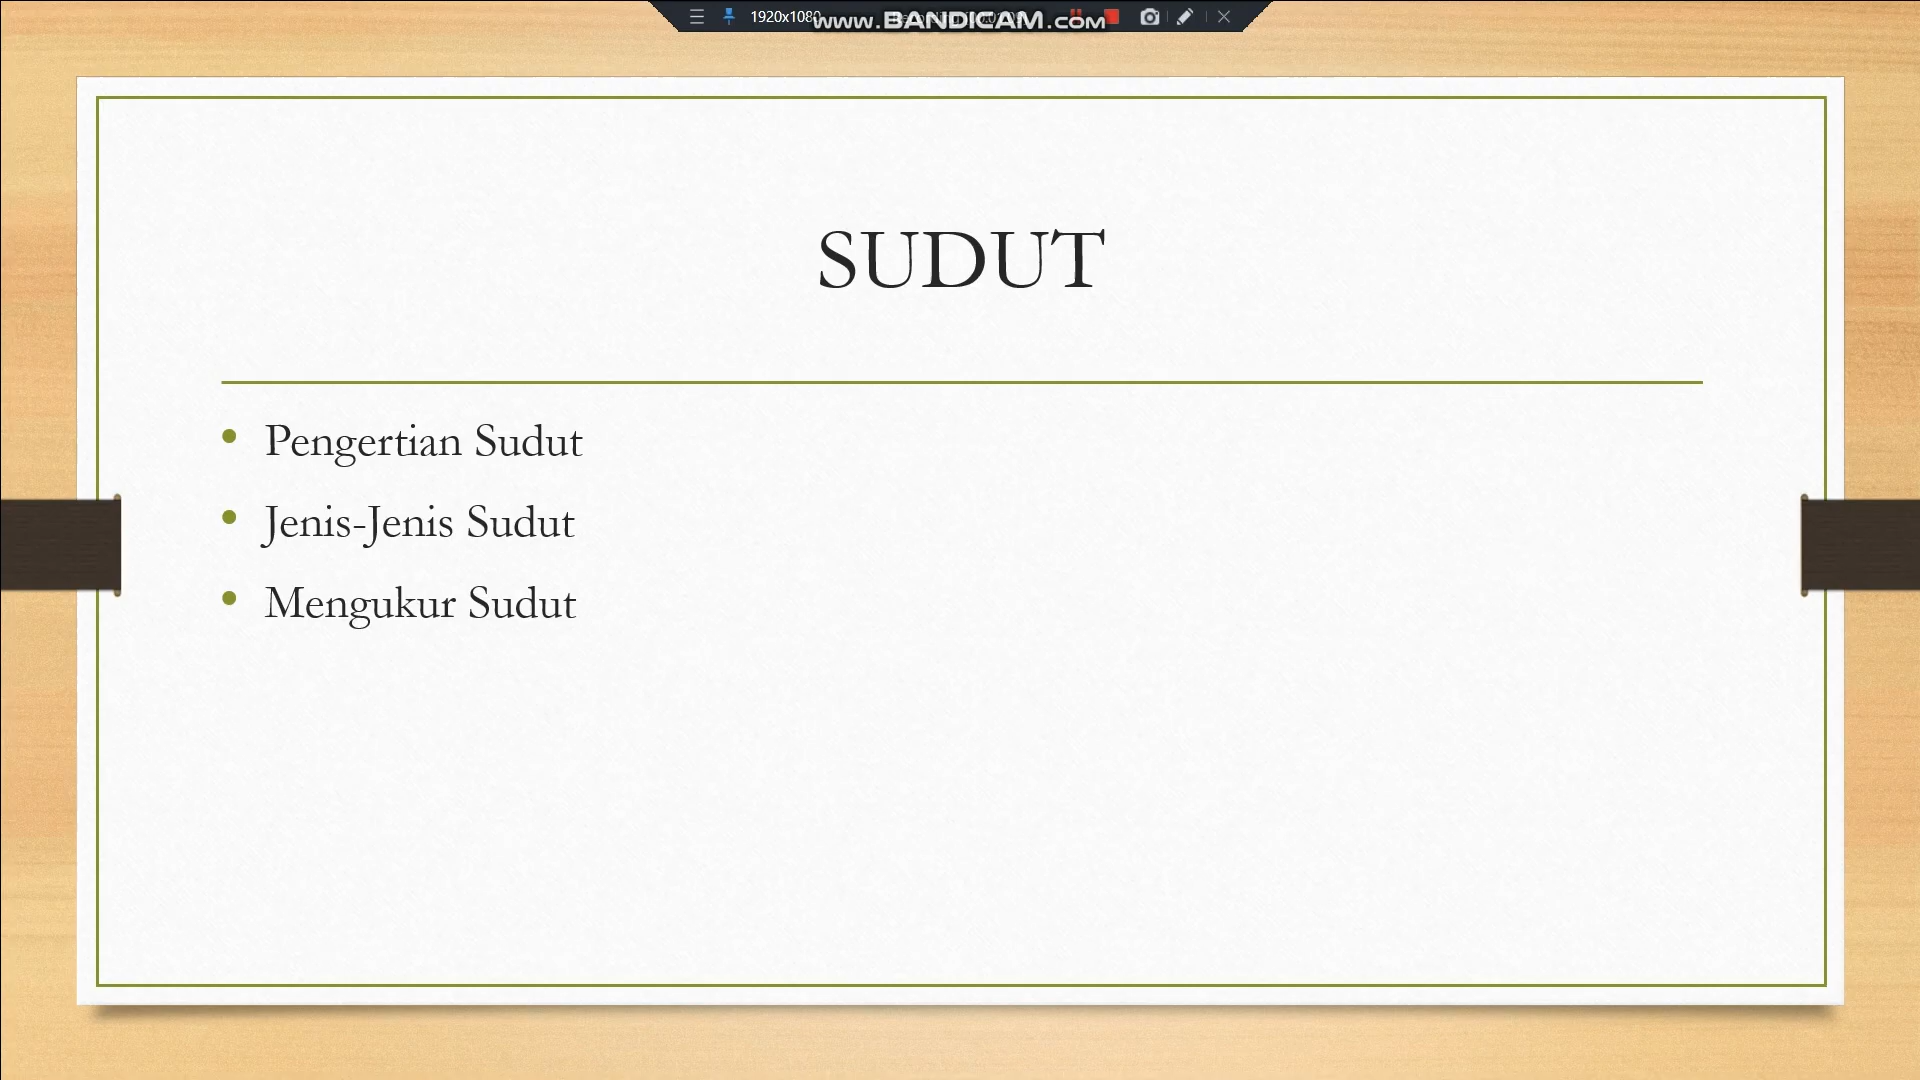 1920x1080
www.BANDICAM.com
SUDUT
Pengertian Sudut
Jenis-Jenis Sudut
Mengukur Sudut